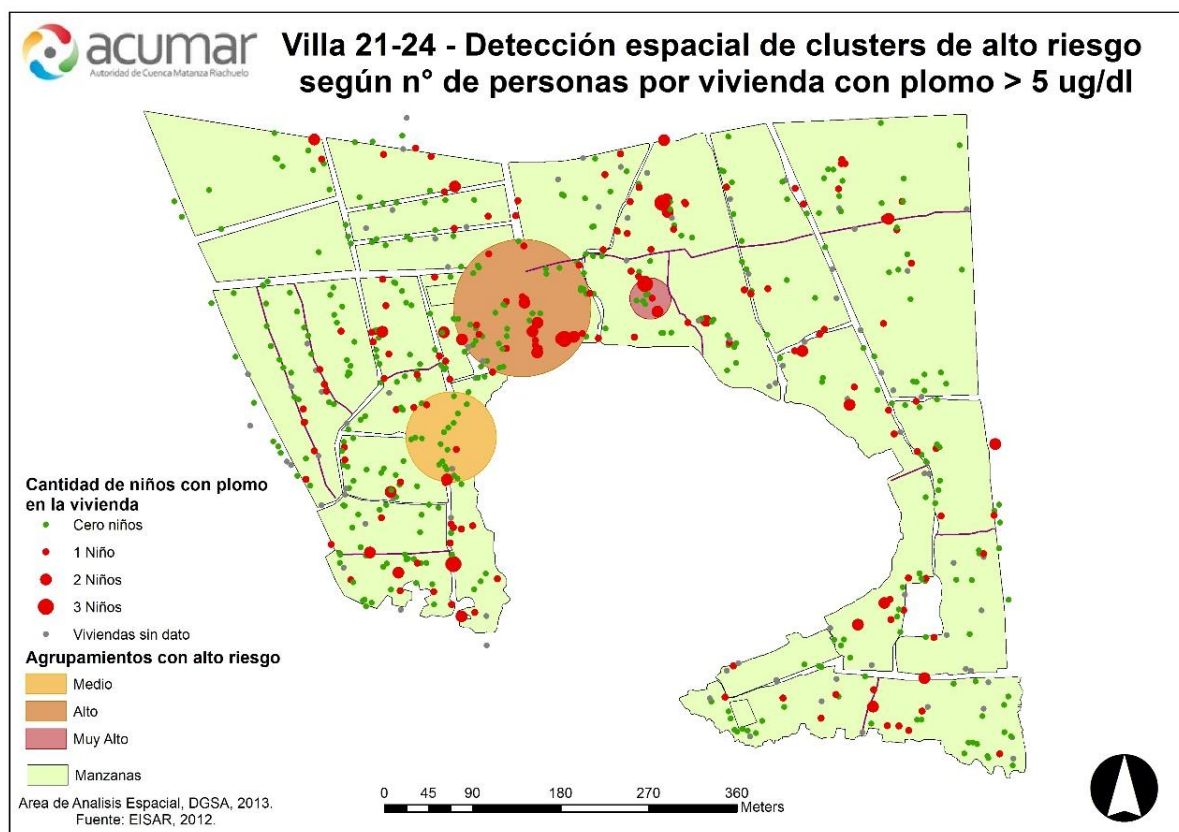 acumar
Autoridad de Cuenca Matanza Riachuelo
Villa 21-24 - Detección espacial de clusters de alto riesgo
según n° de personas por vivienda con plomo > 5 ug/dl
Cantidad de niños con plomo
en la vivienda
Cero niños
1 Niño
2 Niños
3 Niños
Viviendas sin dato
Agrupamientos con alto riesgo
Medio
Alto
Muy Alto
Manzanas
Area de Analisis Espacial, DGSA, 2013.
Fuente: EISAR, 2012.
0 45 90 180 270 360
Meters